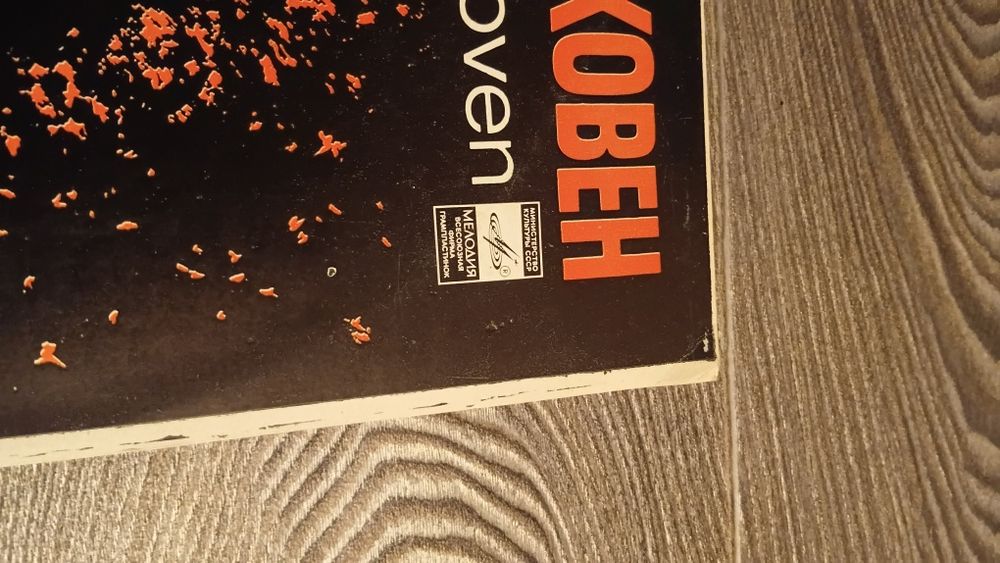 КОВЕН
oven
МИНИСТЕРСТВО
КУЛЬТУРЫ СССР
®
МЕЛОДИЯ
ВСЕСОЮЗНАЯ
ФИРМА
ГРАМПЛАСТИНОК